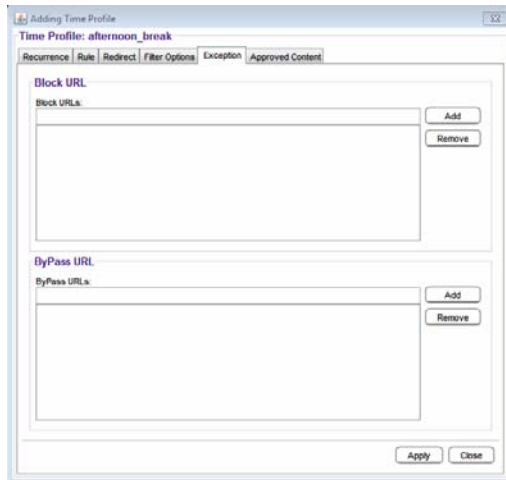 Adding Time Profile
Time Profile: afternoon_break
Recurrence Rule Redirect Filter Options Exception Approved Content
Block URL
Block URLs:
Add
Remove
ByPass URL
ByPass URLs:
Add
Remove
Apply Close